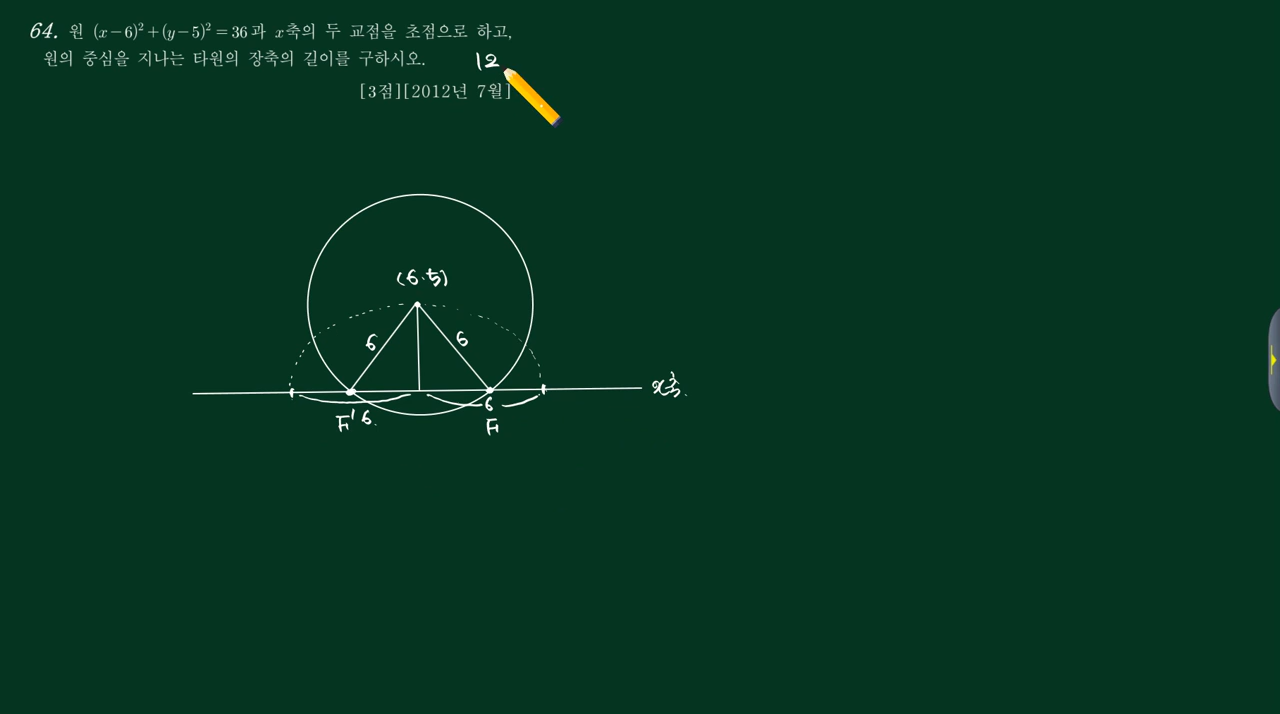 64. 원 (x-6)²+(y-5)²=36과 x축의 두 교점을 초점으로 하고,
원의 중심을 지나는 타원의 장축의 길이를 구하시오.
12
[3점][2012년 7월]
(6.5)
6
6
x축.
6
F' 6.
F